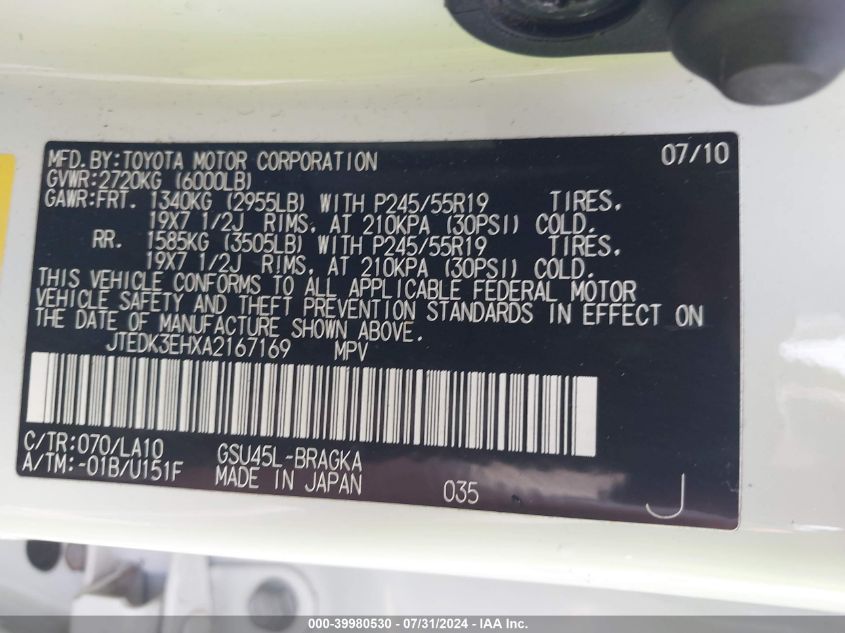 MFD.BY:TOYOTA MOTOR CORPORATION 07/10
GVWR:2720KG (6000LB)
GAWR:FRT. 1340KG (2955LB) WITH P245/55R19 TIRES,
19X7 1/2J RIMS, AT 210KPA (30PSI) COLD.
RR. 1585KG (3505LB) WITH P245/55R19 TIRES,
19X7 1/2J RIMS, AT 210KPA (30PSI) COLD.
THIS VEHICLE CONFORMS TO ALL APPLICABLE FEDERAL MOTOR
VEHICLE SAFETY AND THEFT PREVENTION STANDARDS IN EFFECT ON
THE DATE OF MANUFACTURE SHOWN ABOVE.
JTEDK3EHXA2167169 MPV
C/TR:070/LA10 GSU45L-BRAGKA
A/TM:-01B/U151F MADE IN JAPAN 035 J
000-39980530 - 07/31/2024 - IAA Inc.